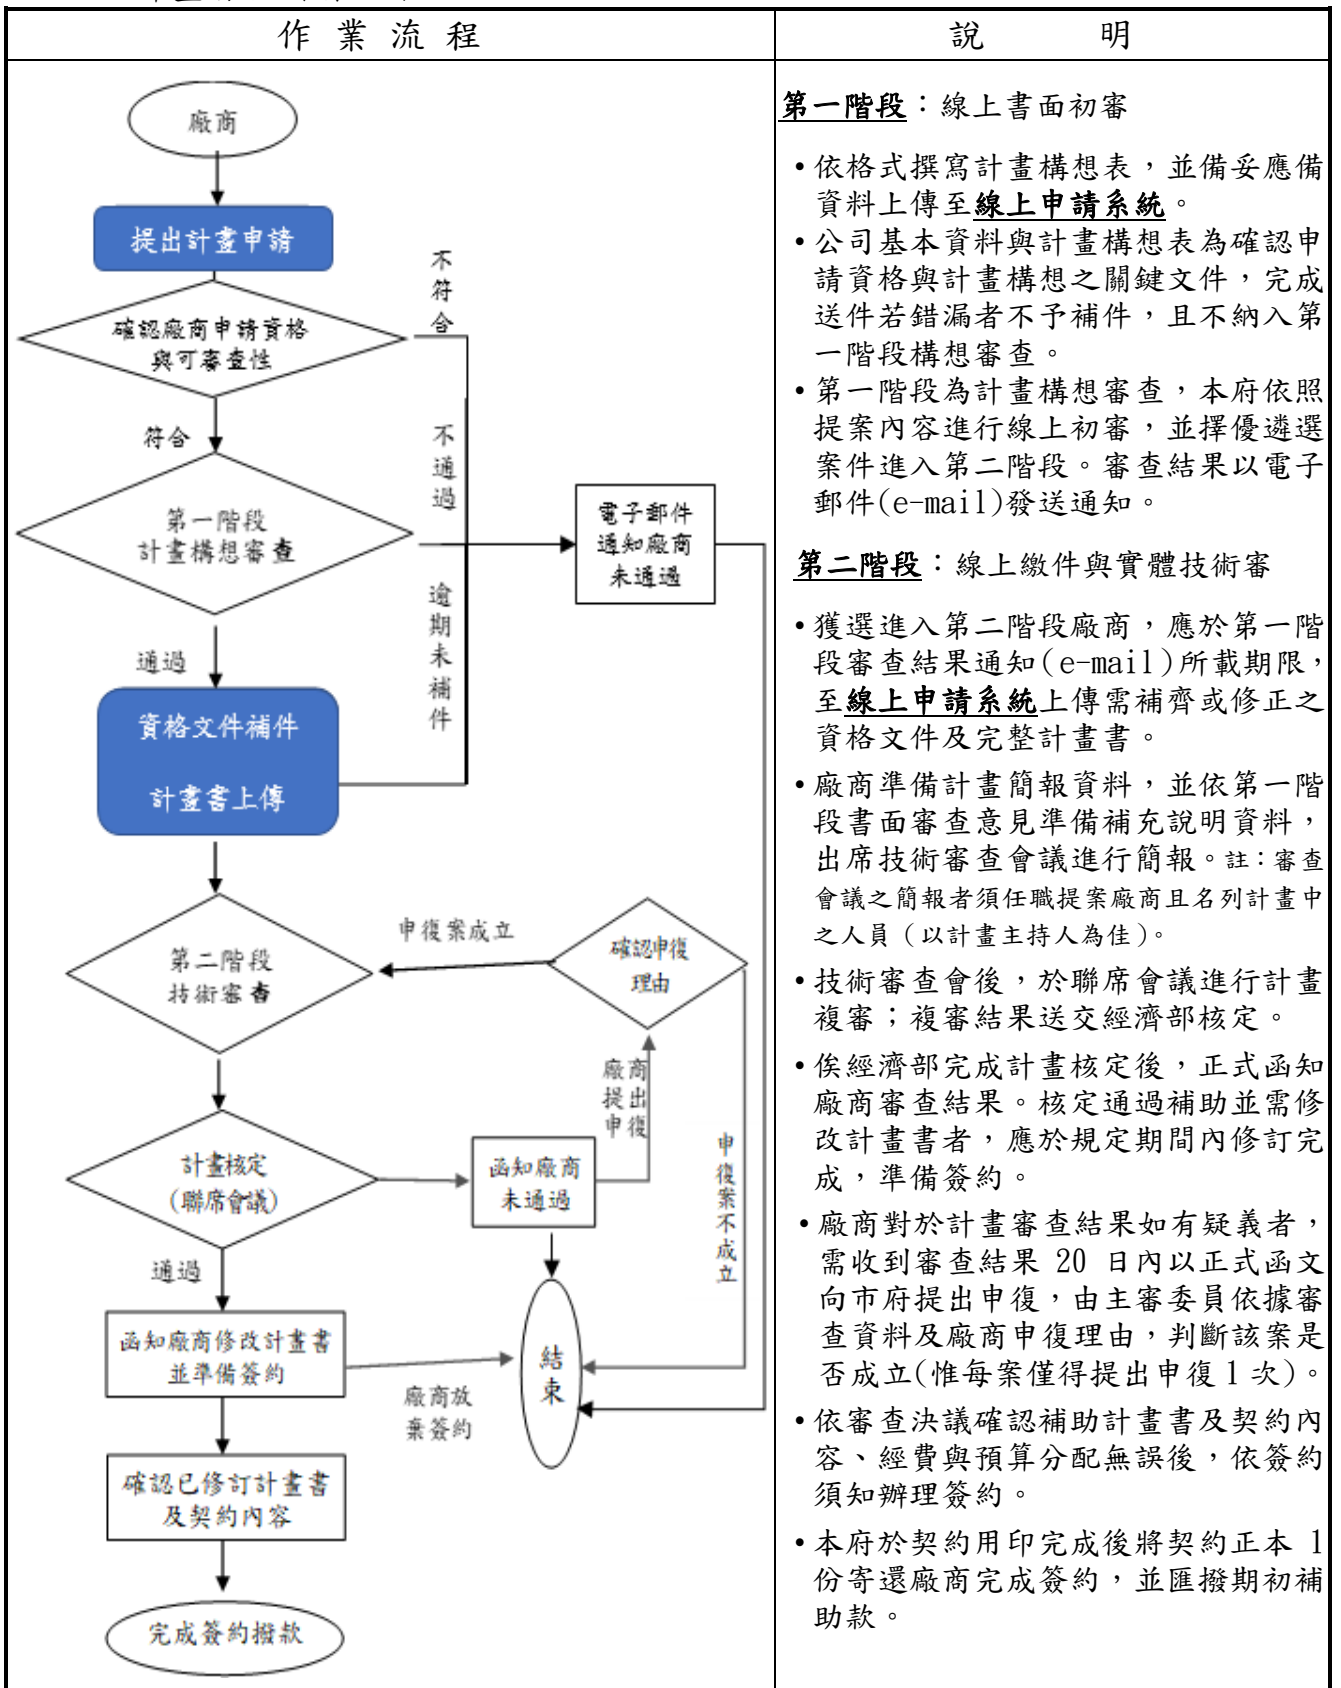 作業流程
廠商
提出計畫申請
確認廠商申請資格
與可審查性
不符合
符合
第一階段
計畫構想審查
不通過
電子郵件
通知廠商
未通過
逾期未補件
通過
資格文件補件
計畫書上傳
第二階段
技術審查
申復案成立
確認申復
理由
廠商
提出
申復
計畫核定
(聯席會議)
函知廠商
未通過
申復案不成立
通過
函知廠商修改計畫書
並準備簽約
廠商放
棄簽約
結束
確認已修訂計畫書
及契約內容
完成簽約撥款
說 明
第一階段：線上書面初審
•依格式撰寫計畫構想表，並備妥應備
資料上傳至線上申請系統。
•公司基本資料與計畫構想表為確認申
請資格與計畫構想之關鍵文件，完成
送件若錯漏者不予補件，且不納入第
一階段構想審查。
•第一階段為計畫構想審查，本府依照
提案內容進行線上初審，並擇優遴選
案件進入第二階段。審查結果以電子
郵件(e-mail)發送通知。
第二階段：線上繳件與實體技術審
•獲選進入第二階段廠商，應於第一階
段審查結果通知(e-mail)所載期限，
至線上申請系統上傳需補齊或修正之
資格文件及完整計畫書。
•廠商準備計畫簡報資料，並依第一階
段書面審查意見準備補充說明資料，
出席技術審查會議進行簡報。註：審查
會議之簡報者須任職提案廠商且名列計畫中
之人員（以計畫主持人為佳）。
•技術審查會後，於聯席會議進行計畫
複審；複審結果送交經濟部核定。
•俟經濟部完成計畫核定後，正式函知
廠商審查結果。核定通過補助並需修
改計畫書者，應於規定期間內修訂完
成，準備簽約。
•廠商對於計畫審查結果如有疑義者，
需收到審查結果 20 日內以正式函文
向市府提出申復，由主審委員依據審
查資料及廠商申復理由，判斷該案是
否成立(惟每案僅得提出申復 1 次)。
•依審查決議確認補助計畫書及契約內
容、經費與預算分配無誤後，依簽約
須知辦理簽約。
•本府於契約用印完成後將契約正本 1
份寄還廠商完成簽約，並匯撥期初補
助款。